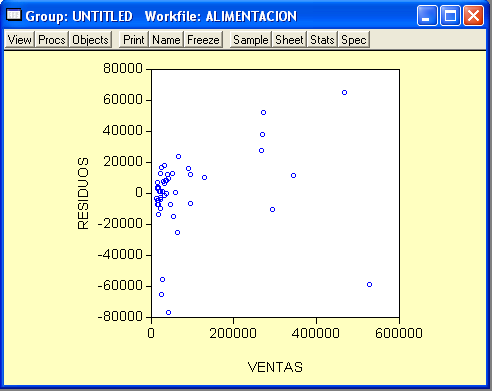 Group: UNTITLED Workfile: ALIMENTACION
View Procs Objects Print Name Freeze Sample Sheet Stats Spec
80000
60000
40000
20000
0
-20000
-40000
-60000
-80000
RESIDUOS
0 200000 400000 600000
VENTAS